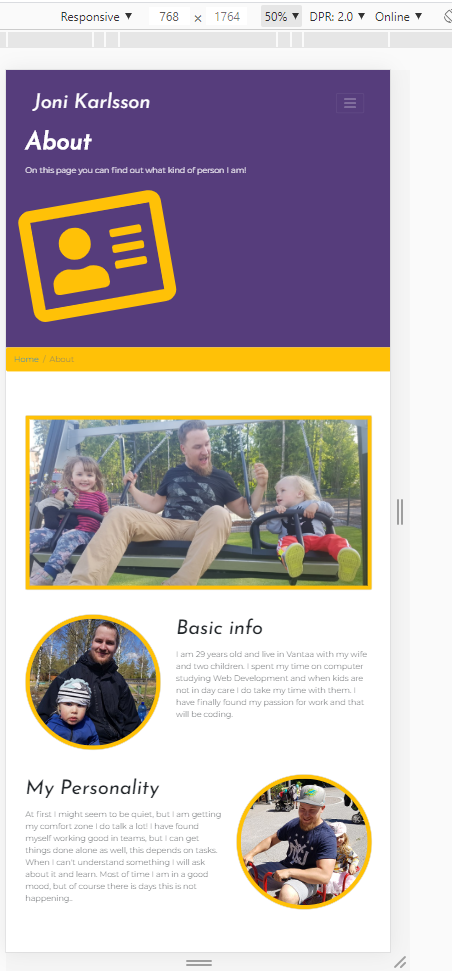 Responsive ▼ 768 x 1764 50% ▼ DPR: 2.0 ▼ Online ▼
Joni Karlsson
About
On this page you can find out what kind of person I am!
Home / About
Basic info
I am 29 years old and live in Vantaa with my wife
and two children. I spent my time on computer
studying Web Development and when kids are
not in day care I do take my time with them. I
have finally found my passion for work and that
will be coding.
My Personality
At first I might seem to be quiet, but I am getting
my comfort zone I do talk a lot! I have found
myself working good in teams, but I can get
things done alone as well, this depends on tasks.
When I can't understand something I will ask
about it and learn. Most of time I am in a good
mood, but of course there is days this is not
happening..